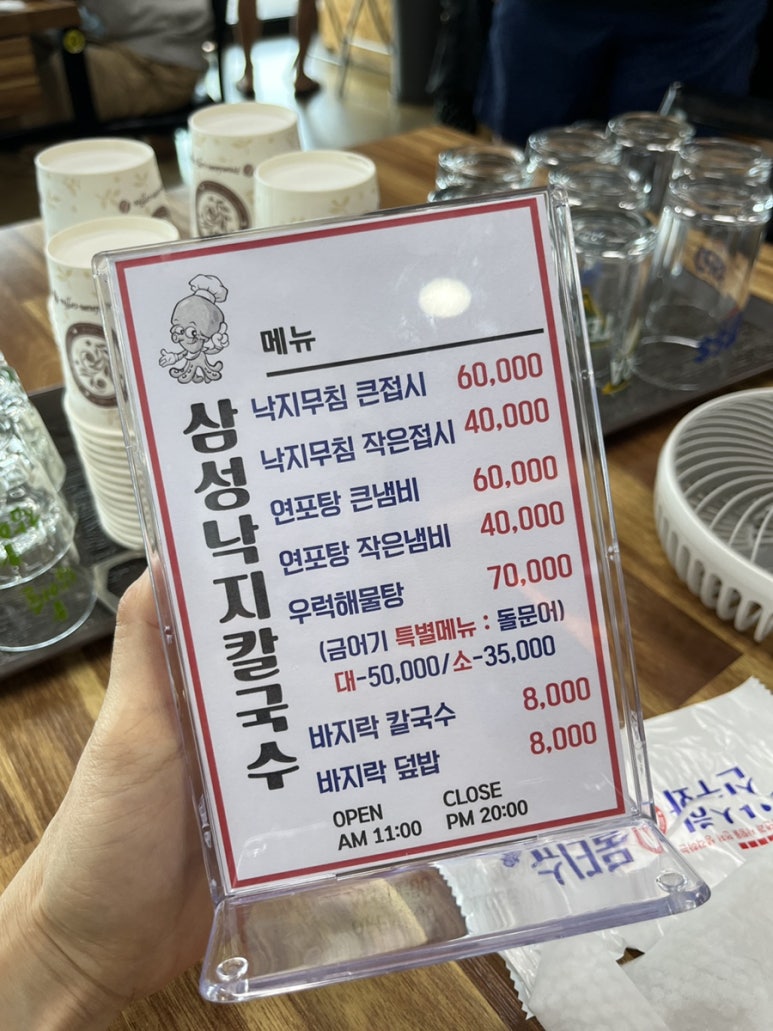 메뉴
삼성낙지칼국수
낙지무침 큰접시 60,000
낙지무침 작은접시 40,000
연포탕 큰냄비 60,000
연포탕 작은냄비 40,000
우럭해물탕 70,000
(금어기 특별메뉴 : 돌문어)
대-50,000/소-35,000
바지락 칼국수 8,000
바지락 덮밥 8,000
OPEN CLOSE
AM 11:00 PM 20:00
물티슈